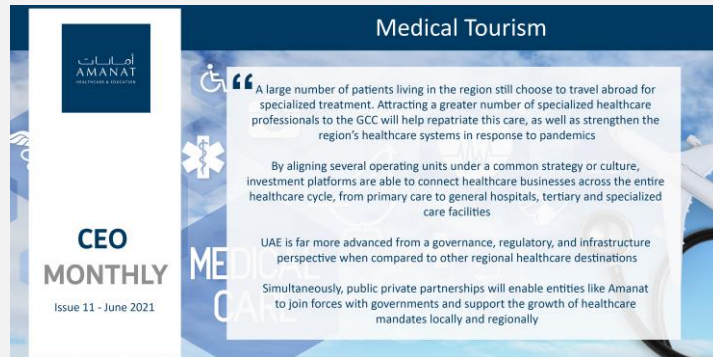 أمانات
AMANAT
HEALTHCARE & EDUCATION
CEO
MONTHLY
Issue 11 - June 2021
Medical Tourism
“ A large number of patients living in the region still choose to travel abroad for
specialized treatment. Attracting a greater number of specialized healthcare
professionals to the GCC will help repatriate this care, as well as strengthen the
region's healthcare systems in response to pandemics
By aligning several operating units under a common strategy or culture,
investment platforms are able to connect healthcare businesses across the entire
healthcare cycle, from primary care to general hospitals, tertiary and specialized
care facilities
UAE is far more advanced from a governance, regulatory, and infrastructure
perspective when compared to other regional healthcare destinations
Simultaneously, public private partnerships will enable entities like Amanat
to join forces with governments and support the growth of healthcare
mandates locally and regionally
MEDICAL
CARE